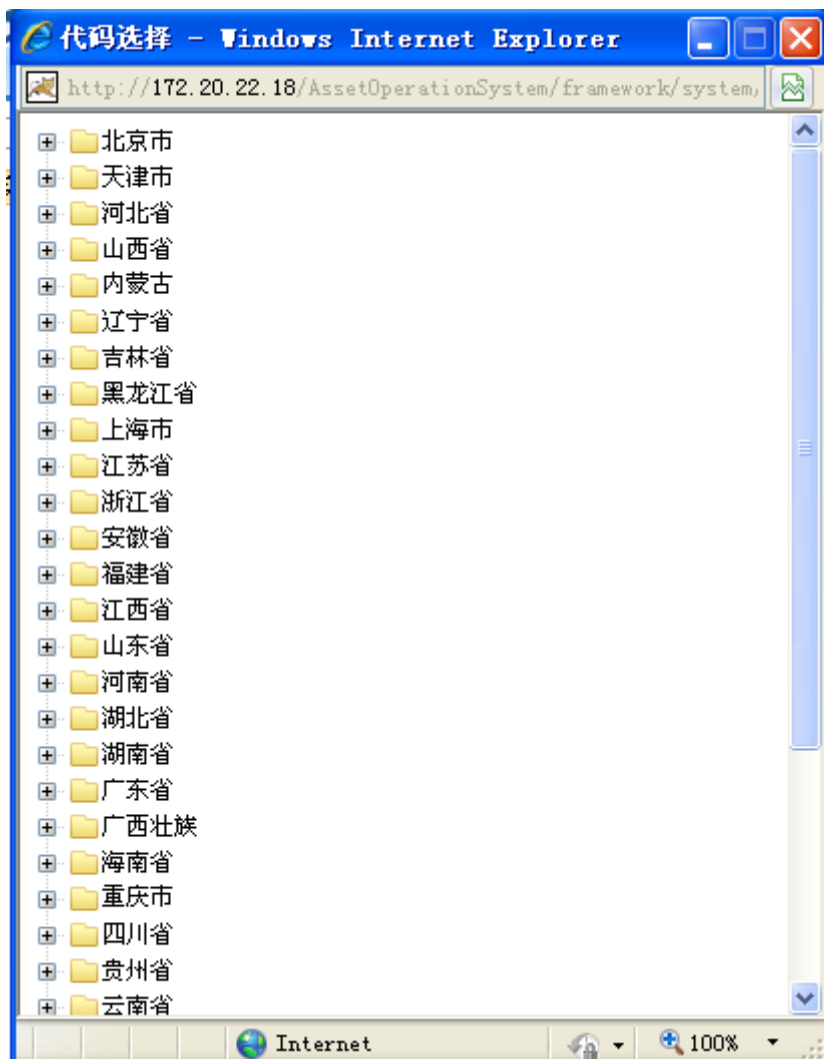 代码选择 - Windows Internet Explorer
http://172.20.22.18/AssetOperationSystem/framework/system/
北京市
天津市
河北省
山西省
内蒙古
辽宁省
吉林省
黑龙江省
上海市
江苏省
浙江省
安徽省
福建省
江西省
山东省
河南省
湖北省
湖南省
广东省
广西壮族
海南省
重庆市
四川省
贵州省
云南省
Internet
100%